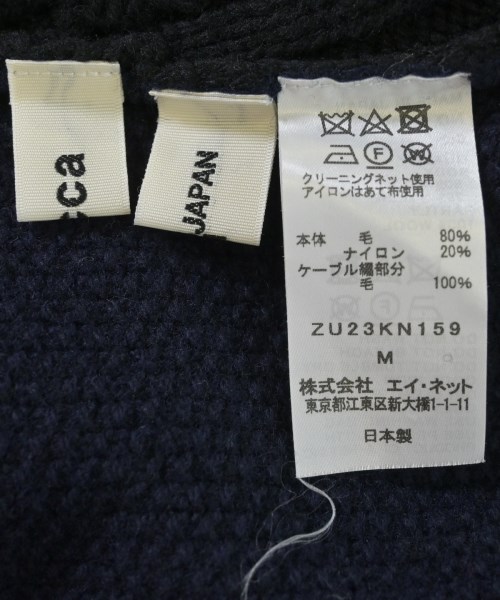 cca
JAPAN
クリーニングネット使用
アイロンはあて布使用
本体 毛 80%
ナイロン 20%
ケーブル編部分
毛 100%
ZU23KN159
M
株式会社 エイ・ネット
東京都江東区新大橋1-1-11
日本製